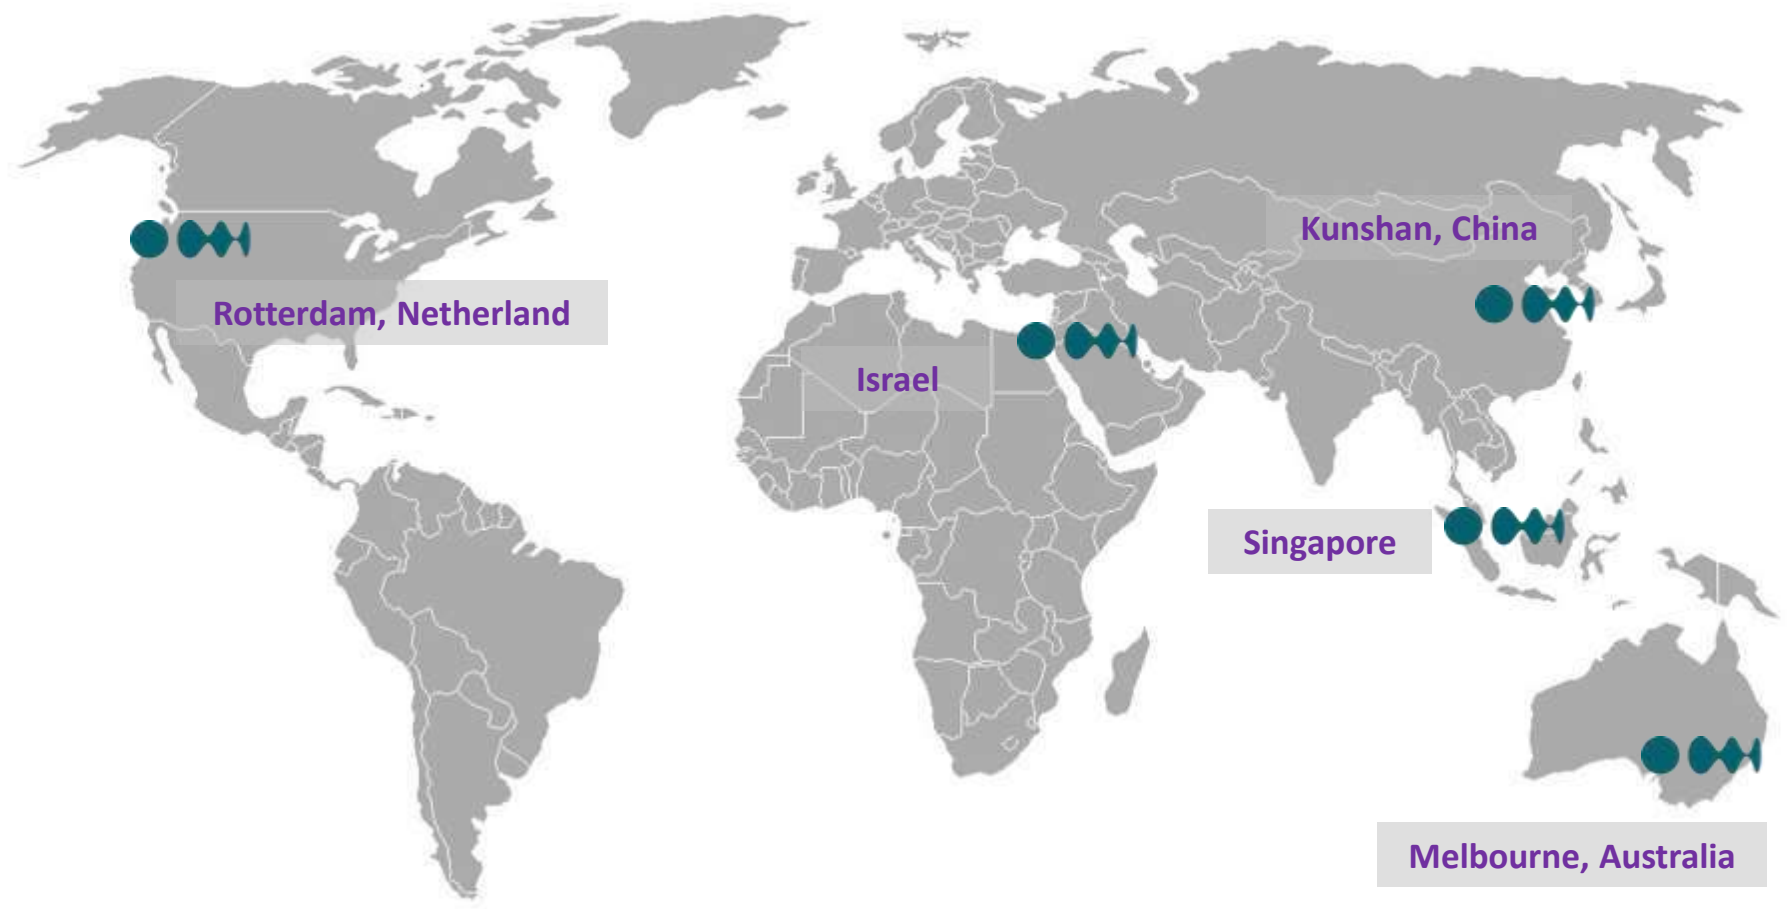 Kunshan, China
Rotterdam, Netherland
Israel
Singapore
Melbourne, Australia